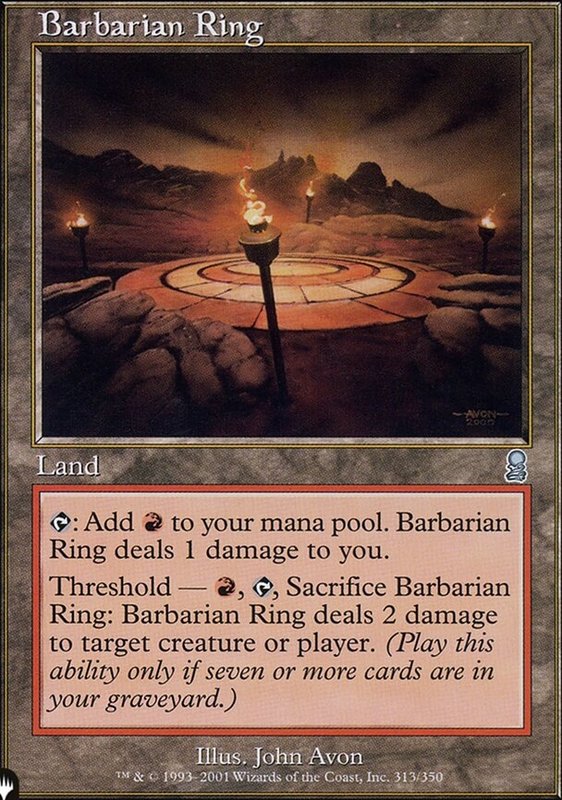 Barbarian Ring
AVON
2000
Land
: Add to your mana pool. Barbarian
Ring deals 1 damage to you.
Threshold — , , Sacrifice Barbarian
Ring: Barbarian Ring deals 2 damage
to target creature or player. (Play this
ability only if seven or more cards are in
your graveyard.)
Illus. John Avon
™ & © 1993–2001 Wizards of the Coast, Inc. 313/350